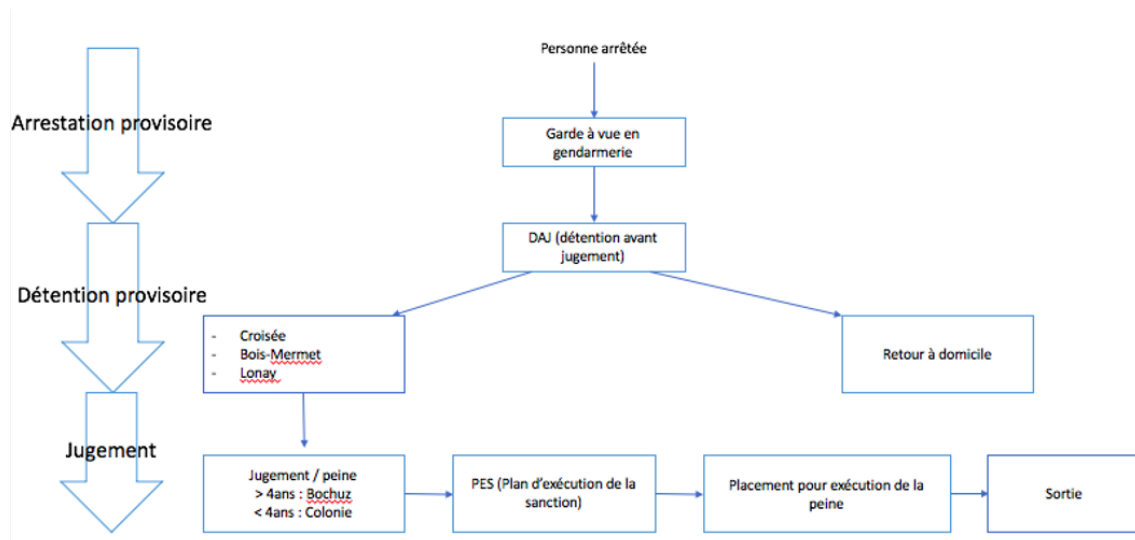 Personne arrêtée
Arrestation provisoire
Garde à vue en
gendarmerie
DAJ (détention avant
jugement)
Détention provisoire
- Croisée
- Bois-Mermet
- Lonay
Retour à domicile
Jugement
Jugement / peine
> 4ans : Bochuz
< 4ans : Colonie
PES (Plan d'exécution de la
sanction)
Placement pour exécution de la
peine
Sortie